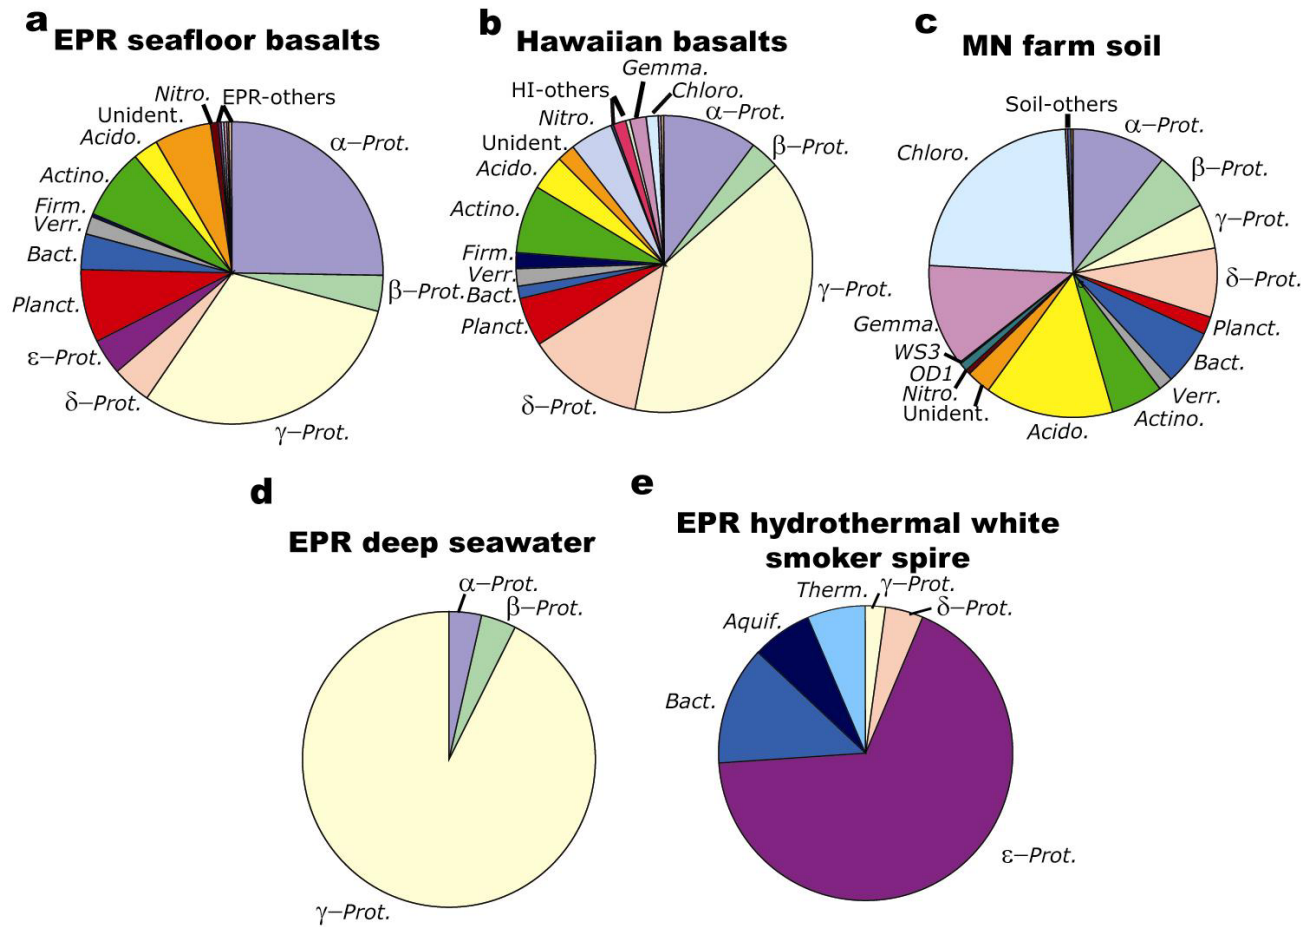 a
EPR seafloor basalts
Nitro.
EPR-others
Unident.
Acido.
Actino.
Firm.
Verr.
Bact.
Planct.
ε–Prot.
δ–Prot.
γ–Prot.
β–Prot.
α–Prot.
b
Hawaiian basalts
Gemma.
HI-others
Chloro.
Nitro.
Unident.
Acido.
Actino.
Firm.
Verr.
Bact.
Planct.
δ–Prot.
γ–Prot.
β–Prot.
α–Prot.
c
MN farm soil
Soil-others
α–Prot.
Chloro.
β–Prot.
γ–Prot.
δ–Prot.
Planct.
Bact.
Verr.
Actino.
Acido.
Unident.
Nitro.
OD1
WS3
Gemma.
d
EPR deep seawater
α–Prot.
β–Prot.
γ–Prot.
e
EPR hydrothermal white
smoker spire
Therm.
γ–Prot.
δ–Prot.
Aquif.
Bact.
ε–Prot.